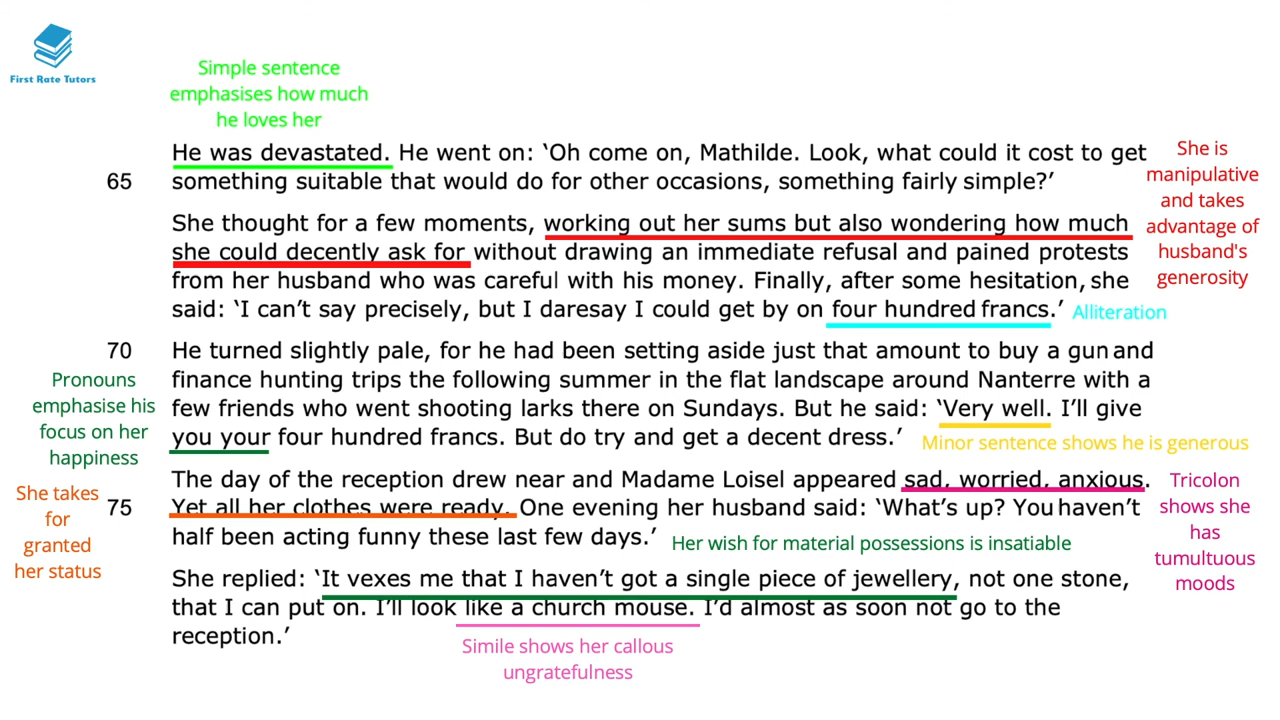 First Rate Tutors
Simple sentence
emphasises how much
he loves her
He was devastated. He went on: ‘Oh come on, Mathilde. Look, what could it cost to get
65 something suitable that would do for other occasions, something fairly simple?’
She is
manipulative
and takes
advantage of
husband's
generosity
She thought for a few moments, working out her sums but also wondering how much
she could decently ask for without drawing an immediate refusal and pained protests
from her husband who was careful with his money. Finally, after some hesitation, she
said: ‘I can’t say precisely, but I daresay I could get by on four hundred francs.’ Alliteration
70 He turned slightly pale, for he had been setting aside just that amount to buy a gun and
finance hunting trips the following summer in the flat landscape around Nanterre with a
few friends who went shooting larks there on Sundays. But he said: ‘Very well. I’ll give
you your four hundred francs. But do try and get a decent dress.’ Minor sentence shows he is generous
Pronouns
emphasise his
focus on her
happiness
The day of the reception drew near and Madame Loisel appeared sad, worried, anxious.
75 Yet all her clothes were ready. One evening her husband said: ‘What’s up? You haven’t
half been acting funny these last few days.’ Her wish for material possessions is insatiable
She takes
for
granted
her status
Tricolon
shows she
has
tumultuous
moods
She replied: ‘It vexes me that I haven’t got a single piece of jewellery, not one stone,
that I can put on. I’ll look like a church mouse. I’d almost as soon not go to the
reception.’
Simile shows her callous
ungratefulness